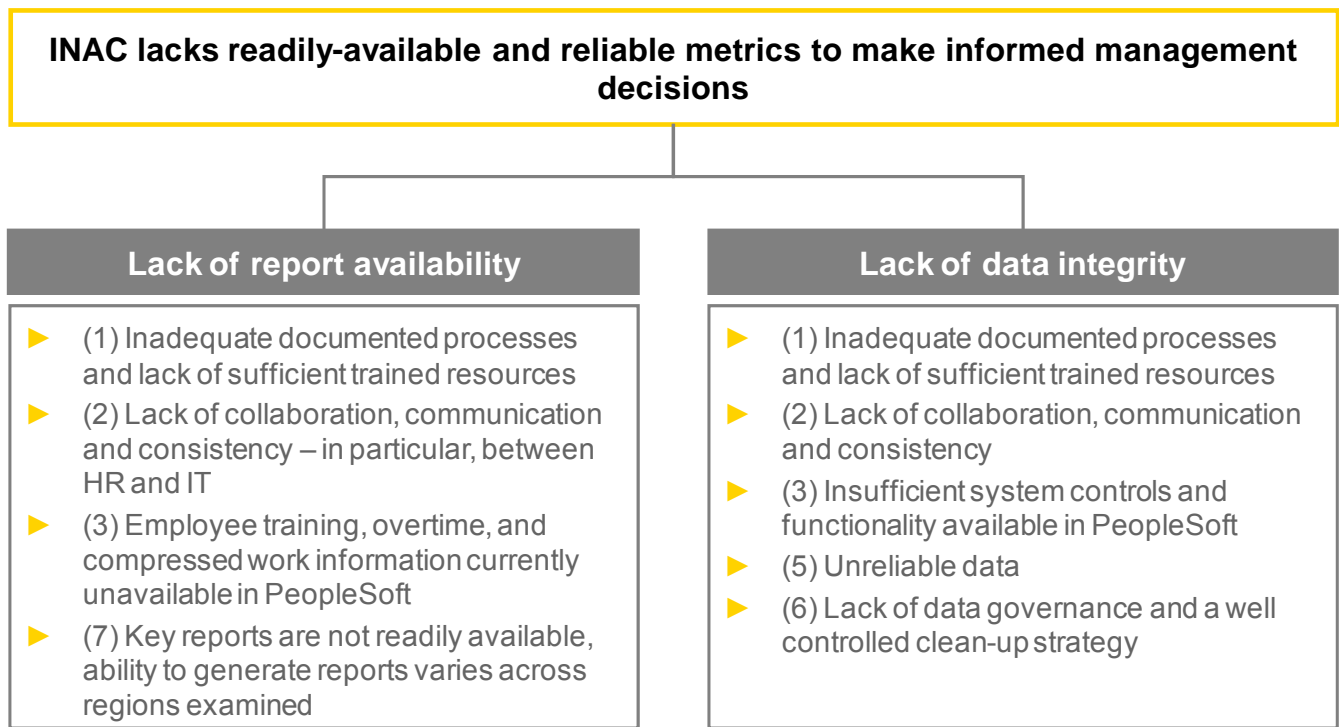 INAC lacks readily-available and reliable metrics to make informed management
decisions
Lack of report availability
► (1) Inadequate documented processes
and lack of sufficient trained resources
► (2) Lack of collaboration, communication
and consistency – in particular, between
HR and IT
► (3) Employee training, overtime, and
compressed work information currently
unavailable in PeopleSoft
► (7) Key reports are not readily available,
ability to generate reports varies across
regions examined
Lack of data integrity
► (1) Inadequate documented processes
and lack of sufficient trained resources
► (2) Lack of collaboration, communication
and consistency
► (3) Insufficient system controls and
functionality available in PeopleSoft
► (5) Unreliable data
► (6) Lack of data governance and a well
controlled clean-up strategy